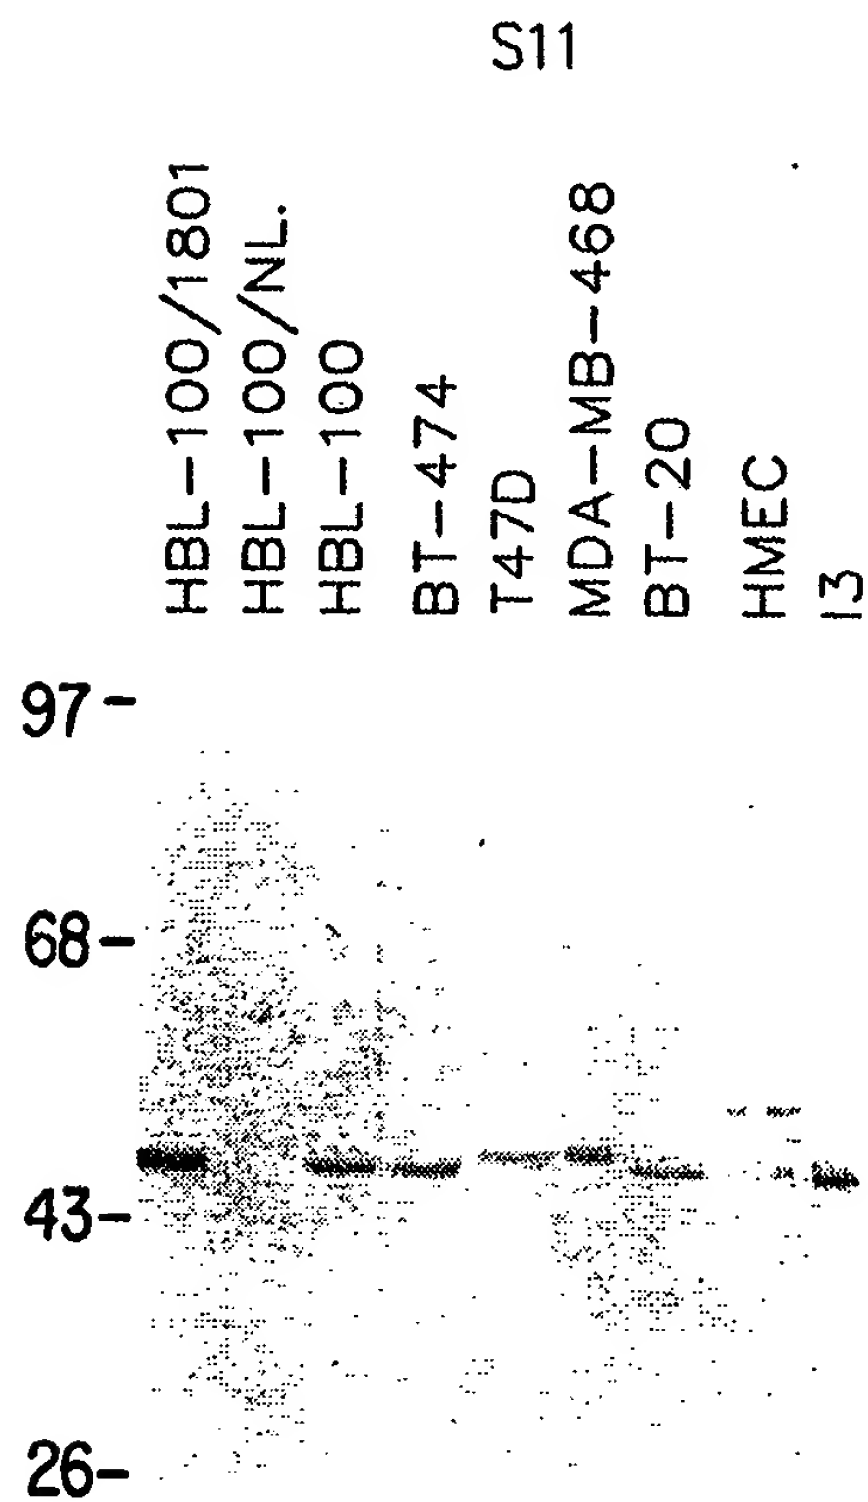 S11
HBL-100/1801
HBL-100/NL.
HBL-100
BT-474
T47D
MDA-MB-468
BT-20
HMEC
I3
97-
68-
43-
26-